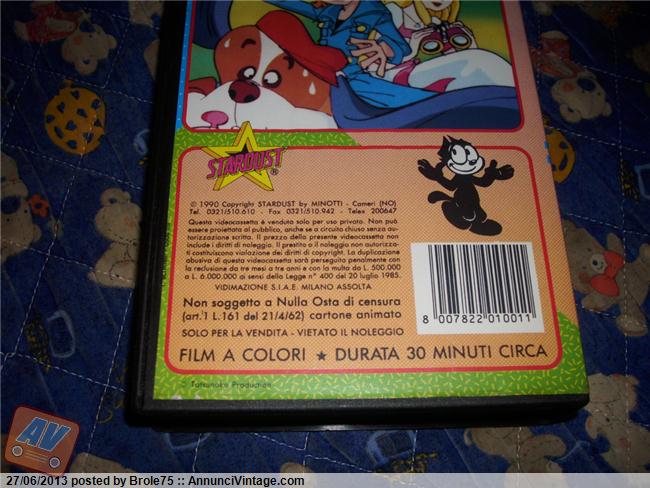 STARDUST ®
© 1990 Copyright STARDUST by MINOTTI - Cameri (NO)
Tel. 0321/510.610 - Fax 0321/510.942 - Telex 200647
Questa videocassetta è venduta solo per uso privato. Non può
essere proiettata al pubblico, anche se a circuito chiuso senza au-
torizzazione scritta. Il prezzo della presente videocassetta non
include i diritti di noleggio. Il prestito o il noleggio non autorizza-
ti costituiscono violazione dei diritti di copyright. La duplicazione
abusiva di questa videocassetta sarà perseguita penalmente con
la reclusione da tre mesi a tre anni e con la multa da L. 500.000
a L. 6.000.000 ai sensi della Legge n° 400 del 20 luglio 1985.
VIDIMAZIONE S.I.A.E. MILANO ASSOLTA
Non soggetto a Nulla Osta di censura
(art. 1 L.161 del 21/4/62) cartone animato
SOLO PER LA VENDITA - VIETATO IL NOLEGGIO
8 007822 010011
FILM A COLORI ★ DURATA 30 MINUTI CIRCA
© Tatsunoko Production
AV
27/06/2013 posted by Brole75 :: AnnunciVintage.com